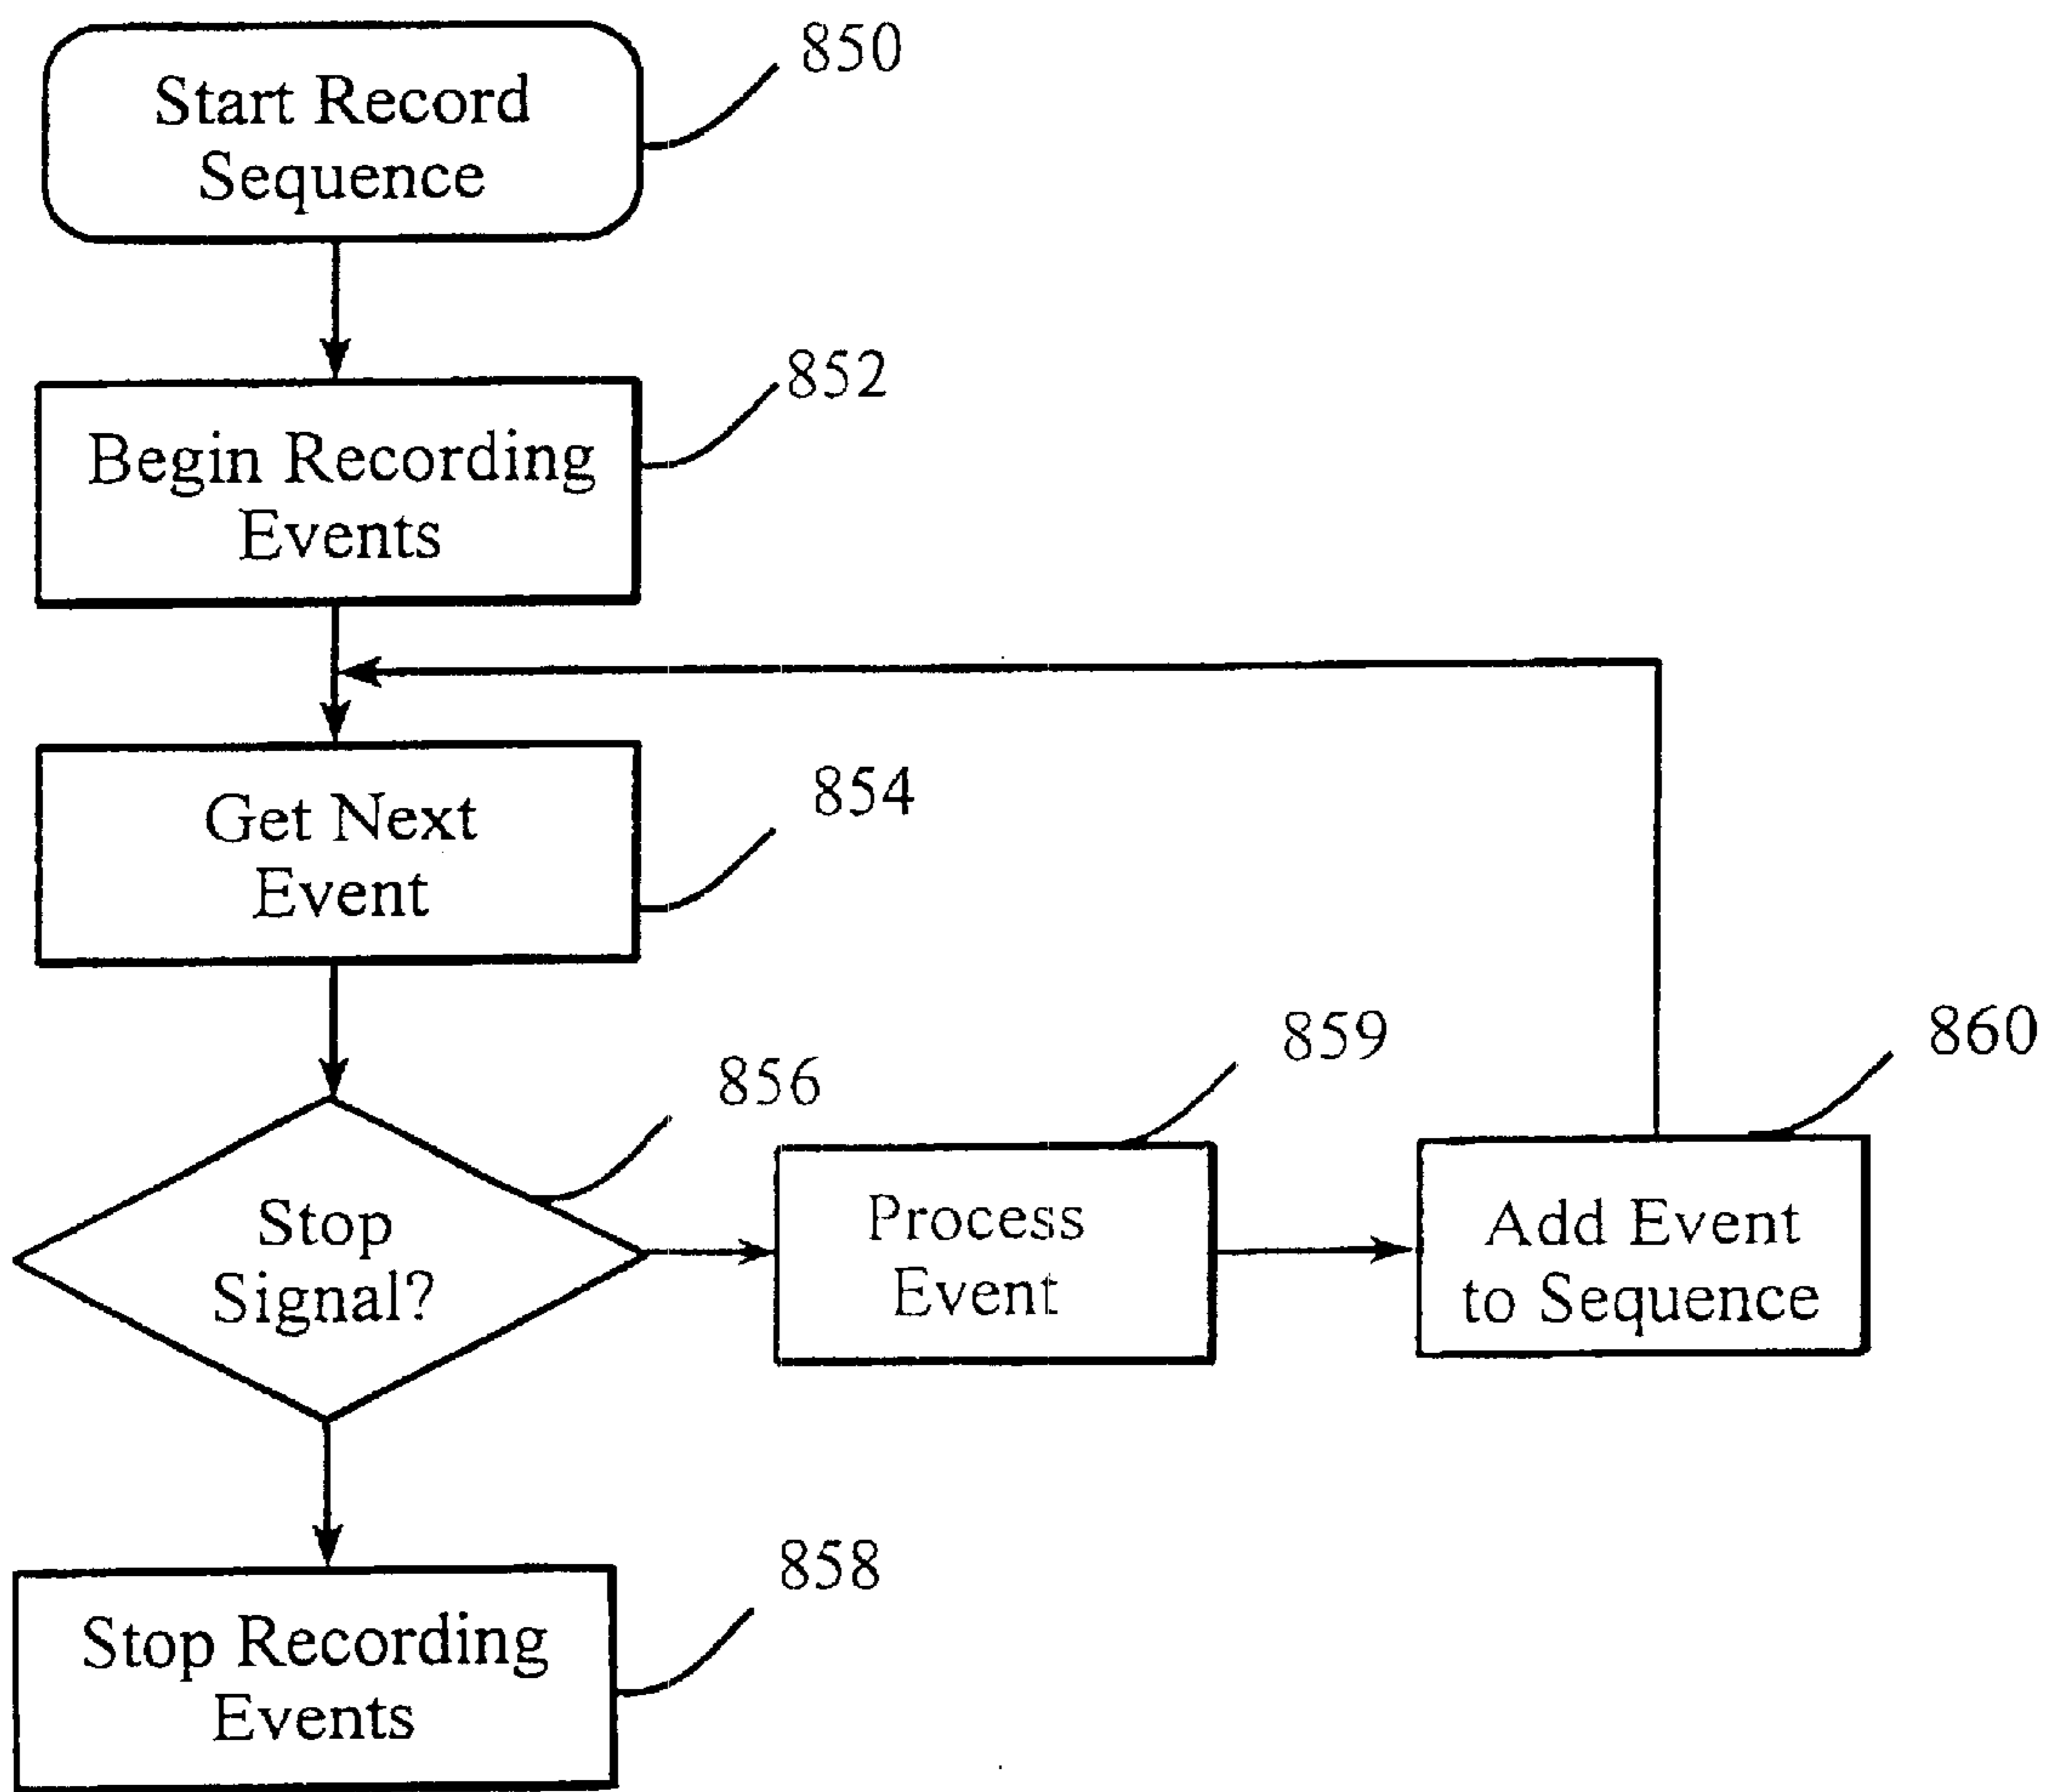 850
Start Record
Sequence
852
Begin Recording
Events
854
Get Next
Event
856
Stop
Signal?
859
Process
Event
860
Add Event
to Sequence
858
Stop Recording
Events